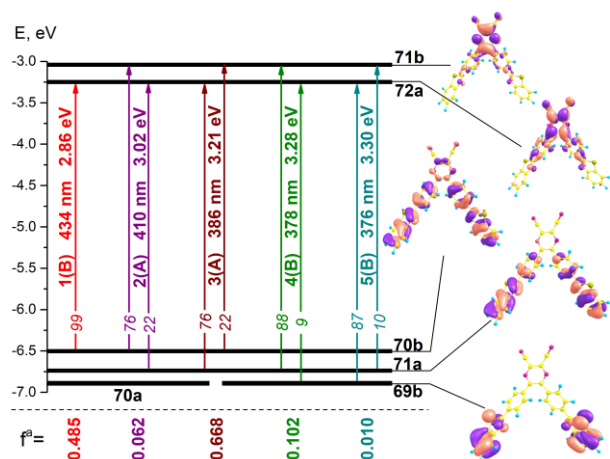 E, eV
-3.0
-3.5
-4.0
-4.5
-5.0
-5.5
-6.0
-6.5
-7.0
71b
72a
70b
71a
69b
70a
1(B) 434 nm 2.86 eV
2(A) 410 nm 3.02 eV
3(A) 386 nm 3.21 eV
4(B) 378 nm 3.28 eV
5(B) 376 nm 3.30 eV
99
76
22
76
22
88
9
87
10
fª=
0.485
0.062
0.668
0.102
0.010